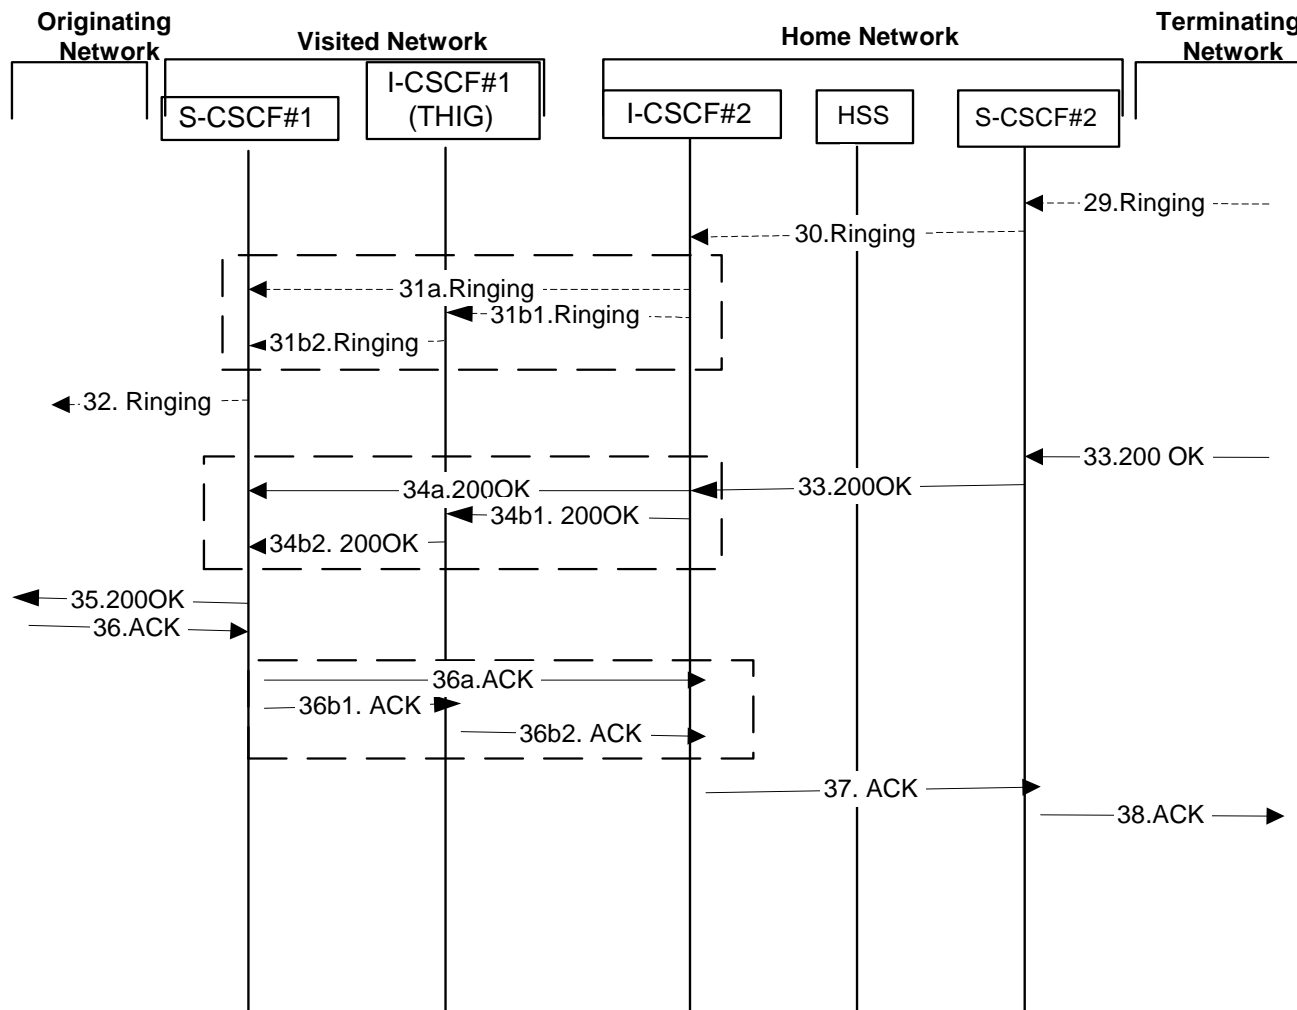 Originating
Network
Visited Network
Home Network
Terminating
Network
S-CSCF#1
I-CSCF#1
(THIG)
I-CSCF#2
HSS
S-CSCF#2
29.Ringing
30.Ringing
31a.Ringing
31b1.Ringing
31b2.Ringing
32. Ringing
33.200 OK
33.200OK
34a.200OK
34b1. 200OK
34b2. 200OK
35.200OK
36.ACK
36a.ACK
36b1. ACK
36b2. ACK
37. ACK
38.ACK